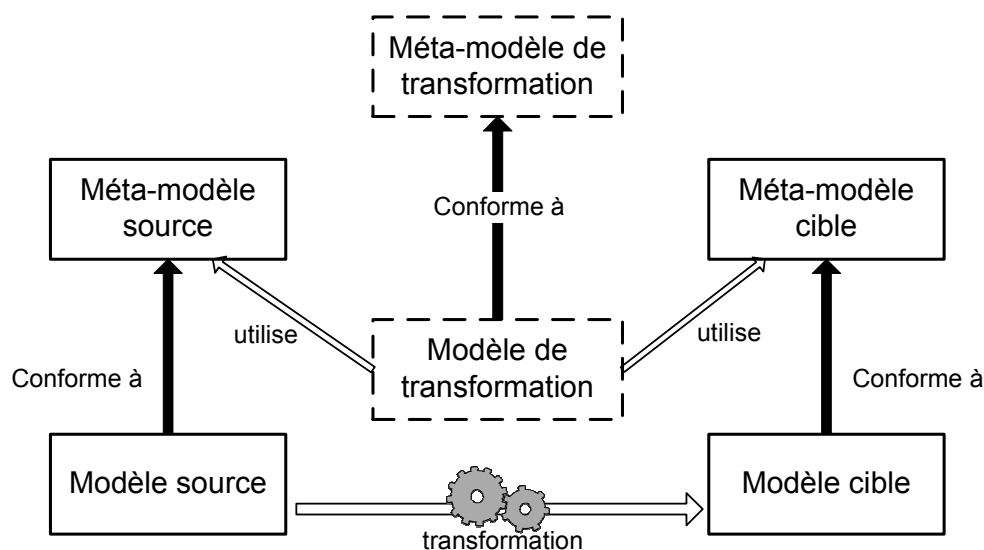 Méta-modèle de
transformation
Méta-modèle
source
Méta-modèle
cible
Conforme à
utilise
utilise
Modèle de
transformation
Conforme à
Conforme à
Modèle source
Modèle cible
transformation